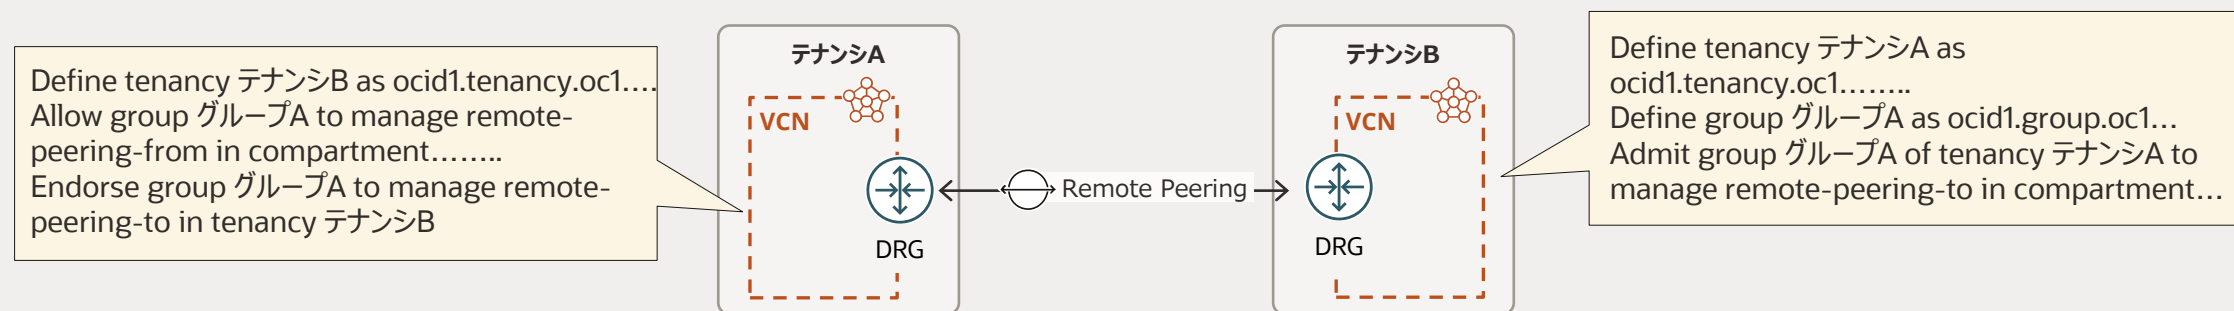 Define tenancy テナンシB as ocid1.tenancy.oc1....
Allow group グループA to manage remote-
peering-from in compartment........
Endorse group グループA to manage remote-
peering-to in tenancy テナンシB
テナンシA
VCN
DRG
Remote Peering
テナンシB
VCN
DRG
Define tenancy テナンシA as
ocid1.tenancy.oc1........
Define group グループA as ocid1.group.oc1...
Admit group グループA of tenancy テナンシA to
manage remote-peering-to in compartment...